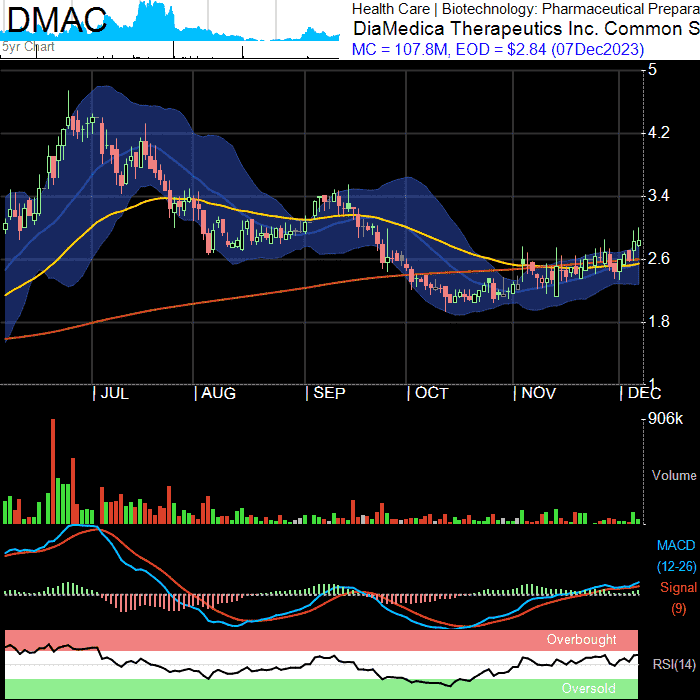 DMAC
5yr Chart
Health Care | Biotechnology: Pharmaceutical Prepara
DiaMedica Therapeutics Inc. Common S
MC = 107.8M, EOD = $2.84 (07Dec2023)
5
4.2
3.4
2.6
1.8
1
| JUL | AUG | SEP | OCT | NOV | DEC
906k
Volume
MACD
(12-26)
Signal
(9)
Overbought
RSI(14)
Oversold